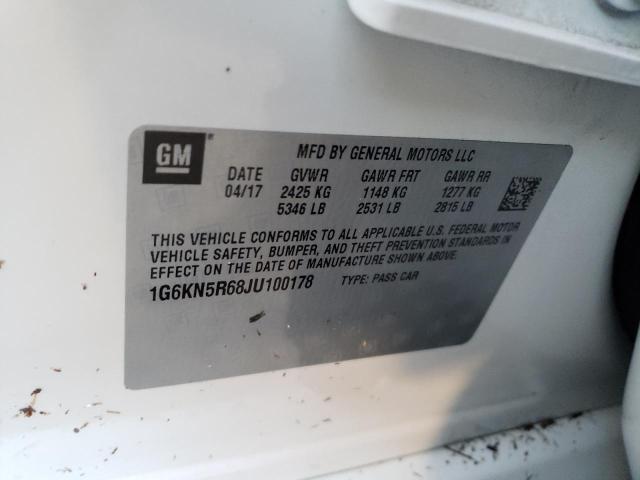 GM
MFD BY GENERAL MOTORS LLC
DATE GVWR GAWR FRT GAWR RR
04/17 2425 KG 1148 KG 1277 KG
5346 LB 2531 LB 2815 LB
THIS VEHICLE CONFORMS TO ALL APPLICABLE U.S. FEDERAL MOTOR
VEHICLE SAFETY, BUMPER, AND THEFT PREVENTION STANDARDS IN
EFFECT ON THE DATE OF MANUFACTURE SHOWN ABOVE.
1G6KN5R68JU100178 TYPE: PASS CAR